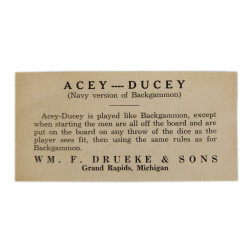 ACEY ---- DUCEY
(Navy version of Backgammon)
Acey-Ducey is played like Backgammon, except
when starting the men are all off the board and are
put on the board on any throw of the dice as the
player sees fit, then using the same rules as for
Backgammon.
WM. F. DRUEKE & SONS
Grand Rapids, Michigan